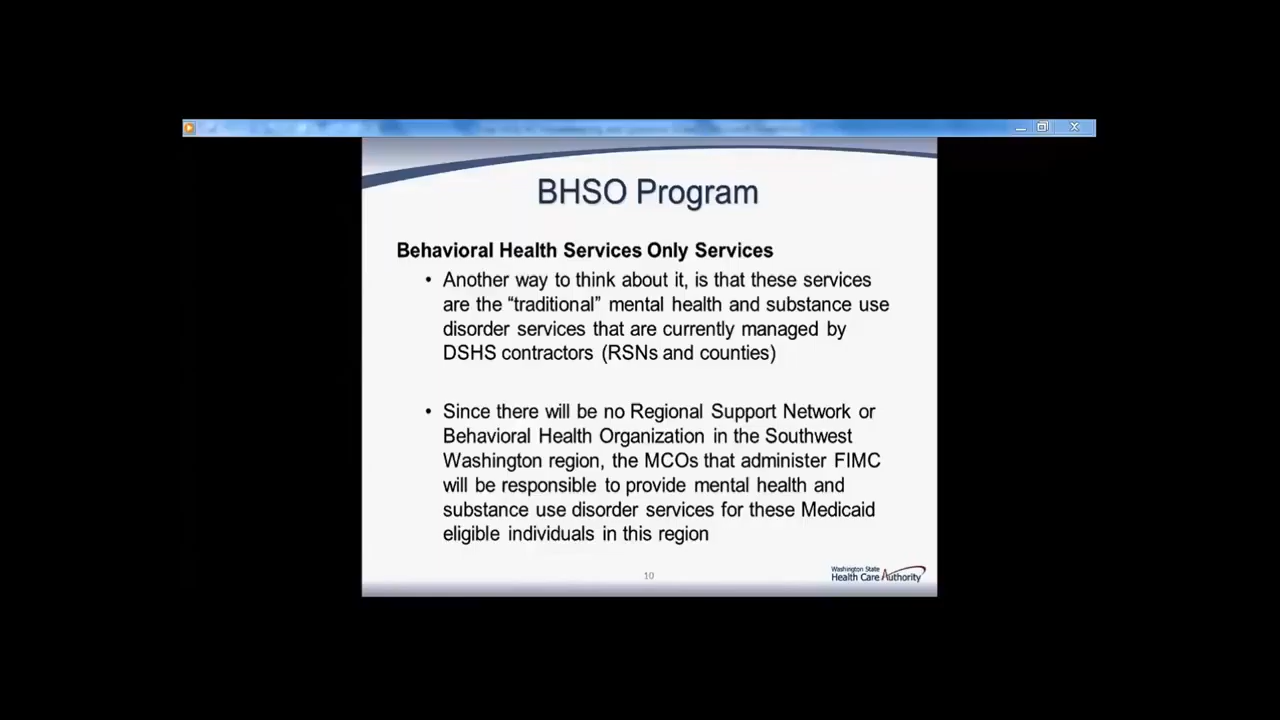 BHSO Program
Behavioral Health Services Only Services
• Another way to think about it, is that these services
are the “traditional” mental health and substance use
disorder services that are currently managed by
DSHS contractors (RSNs and counties)
• Since there will be no Regional Support Network or
Behavioral Health Organization in the Southwest
Washington region, the MCOs that administer FIMC
will be responsible to provide mental health and
substance use disorder services for these Medicaid
eligible individuals in this region
10
Washington State
Health Care Authority